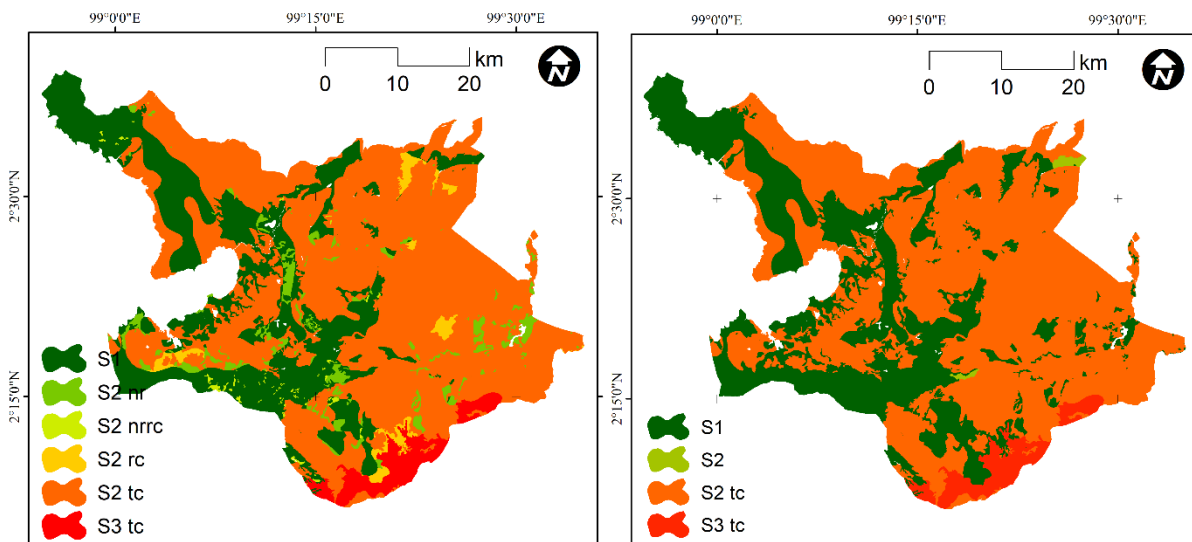 99°0'0"E 99°15'0"E 99°30'0"E
km
0 10 20
N
2°30'0"N
2°15'0"N
S1
S2 nr
S2 nrrc
S2 rc
S2 tc
S3 tc
99°0'0"E 99°15'0"E 99°30'0"E
km
0 10 20
N
2°30'0"N
2°15'0"N
S1
S2
S2 tc
S3 tc